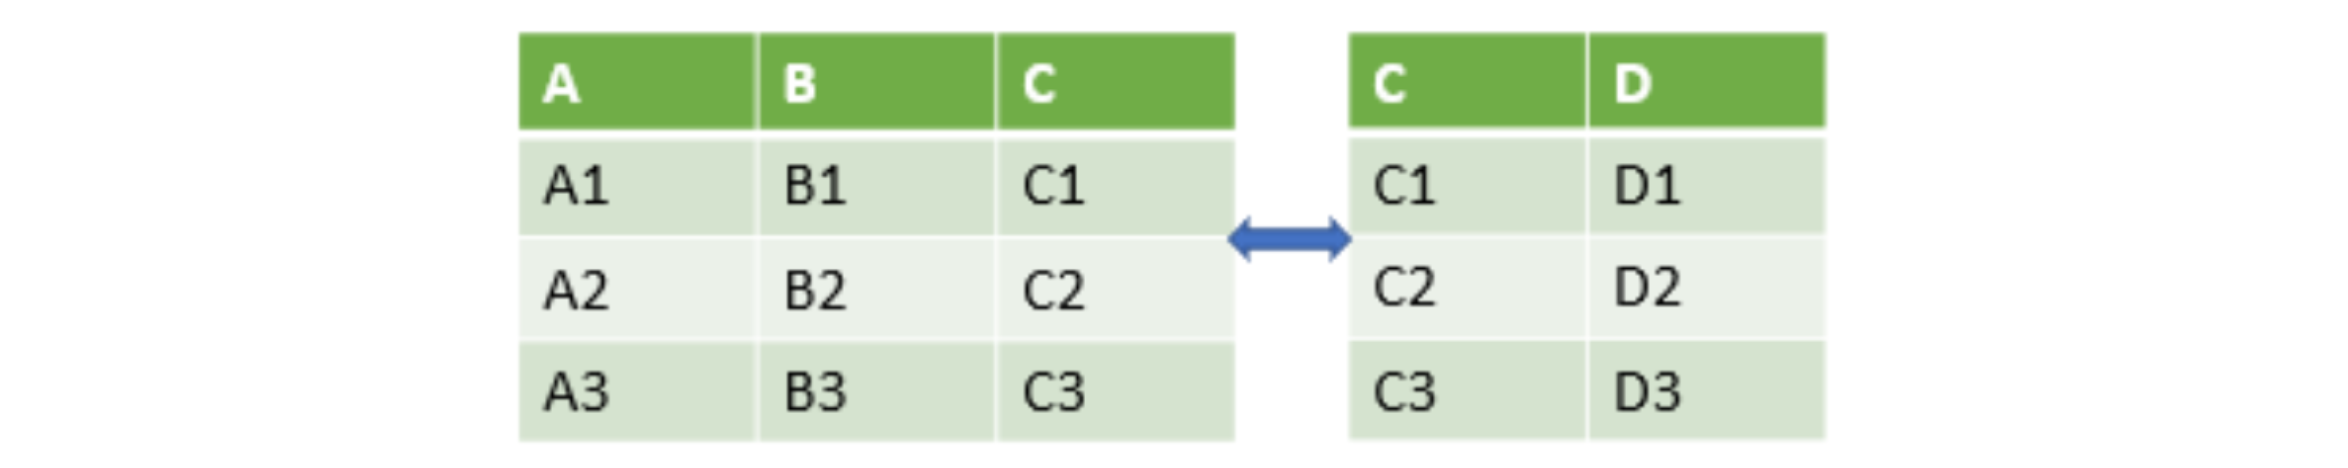 A B C C D
A1 B1 C1 C1 D1
A2 B2 C2 C2 D2
A3 B3 C3 C3 D3